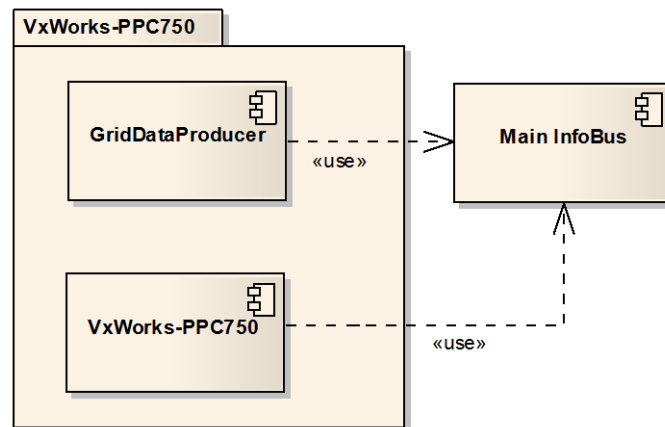 VxWorks-PPC750
GridDataProducer
Main InfoBus
«use»
VxWorks-PPC750
«use»